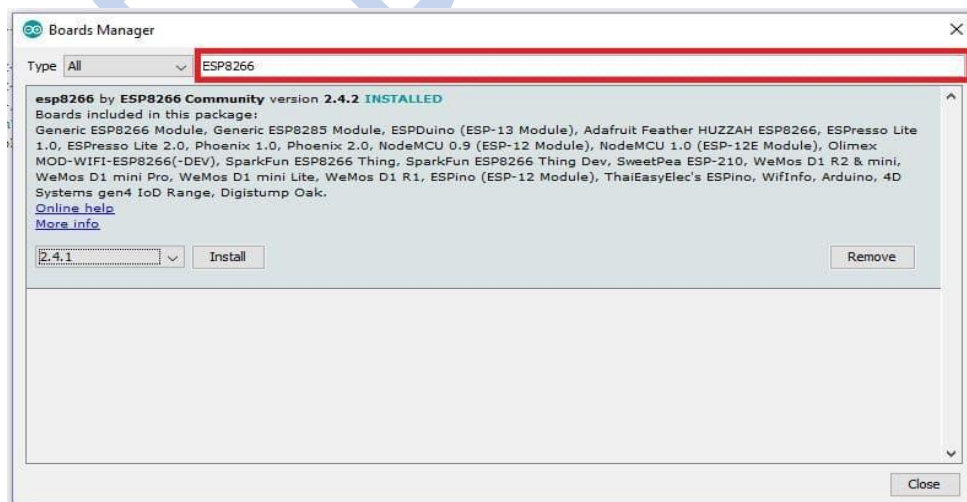 Boards Manager
Type All ESP8266
esp8266 by ESP8266 Community version 2.4.2 INSTALLED
Boards included in this package:
Generic ESP8266 Module, Generic ESP8285 Module, ESPDuino (ESP-13 Module), Adafruit Feather HUZZAH ESP8266, ESPresso Lite
1.0, ESPresso Lite 2.0, Phoenix 1.0, Phoenix 2.0, NodeMCU 0.9 (ESP-12 Module), NodeMCU 1.0 (ESP-12E Module), Olimex
MOD-WIFI-ESP8266(-DEV), SparkFun ESP8266 Thing, SparkFun ESP8266 Thing Dev, SweetPea ESP-210, WeMos D1 R2 & mini,
WeMos D1 mini Pro, WeMos D1 mini Lite, WeMos D1 R1, ESPino (ESP-12 Module), ThaiEasyElec's ESPino, WifInfo, Arduino, 4D
Systems gen4 IoD Range, Digistump Oak.
Online help
More info
2.4.1 Install Remove
Close